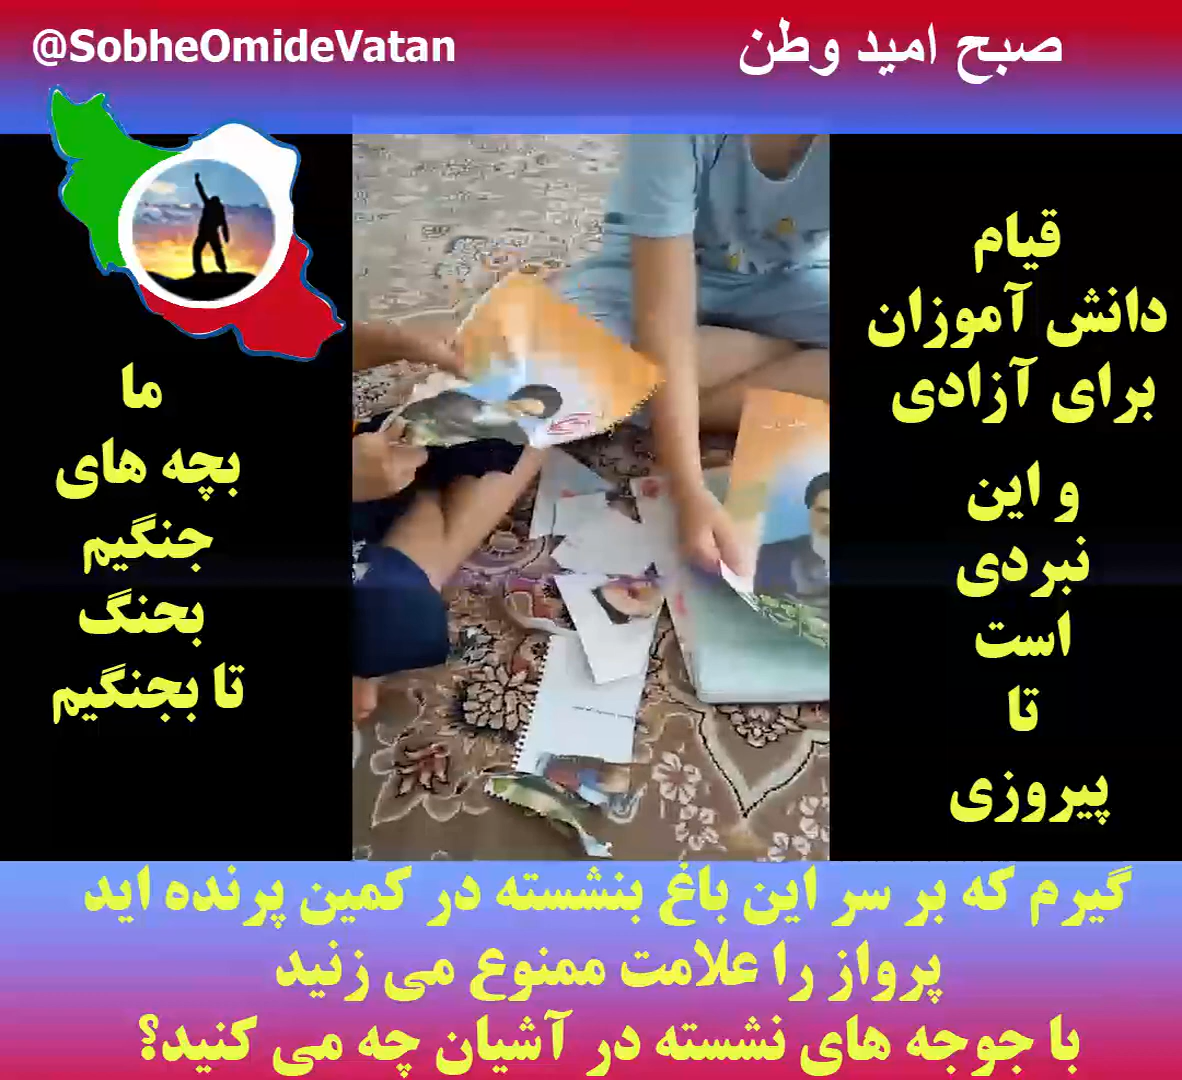 @SobheOmideVatan
صبح امید وطن
قیام
دانش آموزان
برای آزادی
و این
نبردی
است
تا
پیروزی
ما
بچه های
جنگیم
بحنگ
تا بجنگیم
گیرم که بر سر این باغ بنشسته در کمین پرنده اید
پرواز را علامت ممنوع می زنید
با جوجه های نشسته در آشیان چه می کنید؟